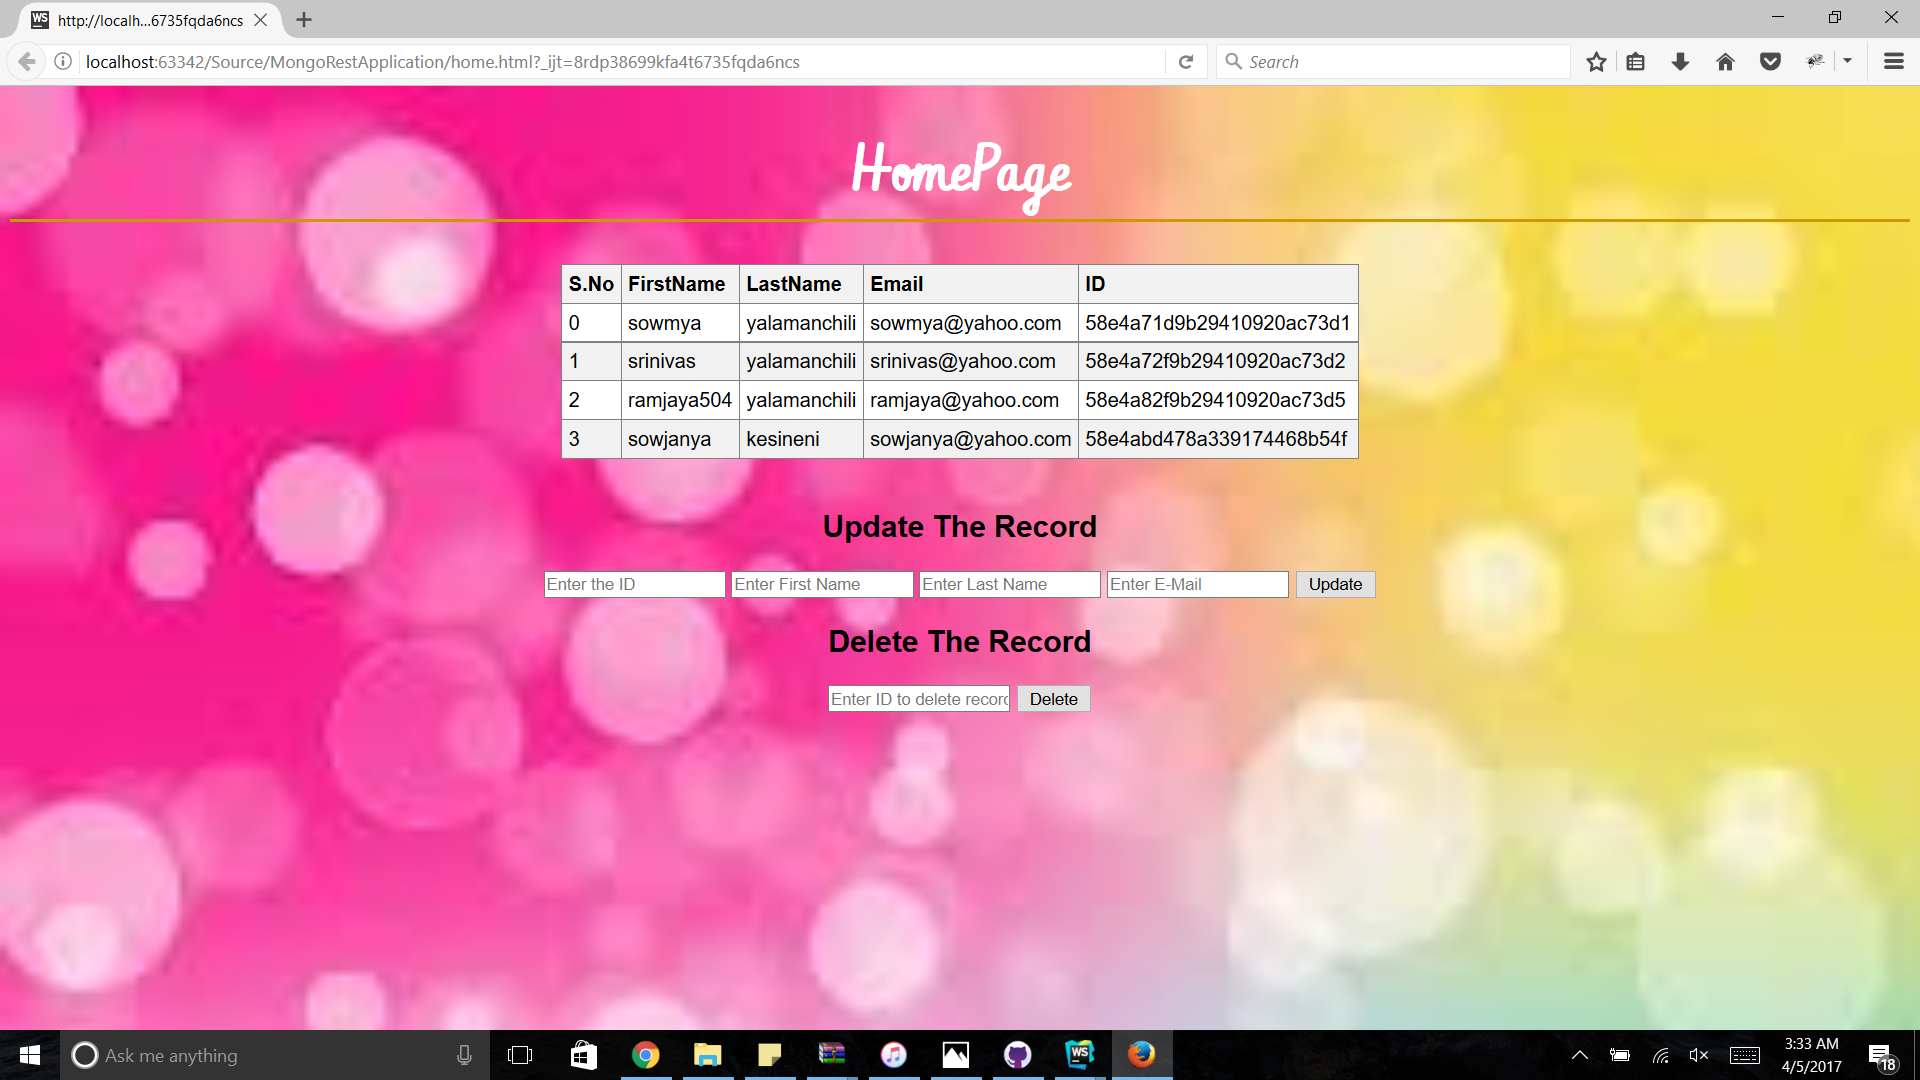 WS http://localh...6735fqda6ncs
localhost:63342/Source/MongoRestApplication/home.html?_ijt=8rdp38699kfa4t6735fqda6ncs
Search
HomePage
S.No FirstName LastName Email ID
0 sowmya yalamanchili sowmya@yahoo.com 58e4a71d9b29410920ac73d1
1 srinivas yalamanchili srinivas@yahoo.com 58e4a72f9b29410920ac73d2
2 ramjaya504 yalamanchili ramjaya@yahoo.com 58e4a82f9b29410920ac73d5
3 sowjanya kesineni sowjanya@yahoo.com 58e4abd478a339174468b54f
Update The Record
Enter the ID Enter First Name Enter Last Name Enter E-Mail Update
Delete The Record
Enter ID to delete record Delete
Ask me anything
WS
3:33 AM
4/5/2017
18